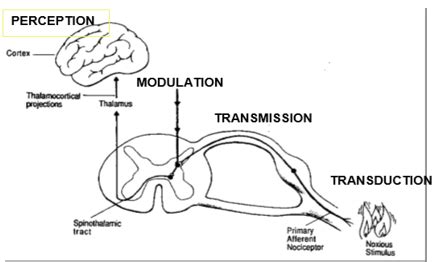 PERCEPTION
Cortex
MODULATION
Thalamocortical
projections
Thalamus
TRANSMISSION
TRANSDUCTION
Spinothalamic
tract
Primary
Afferent
Nociceptor
Noxious
Stimulus